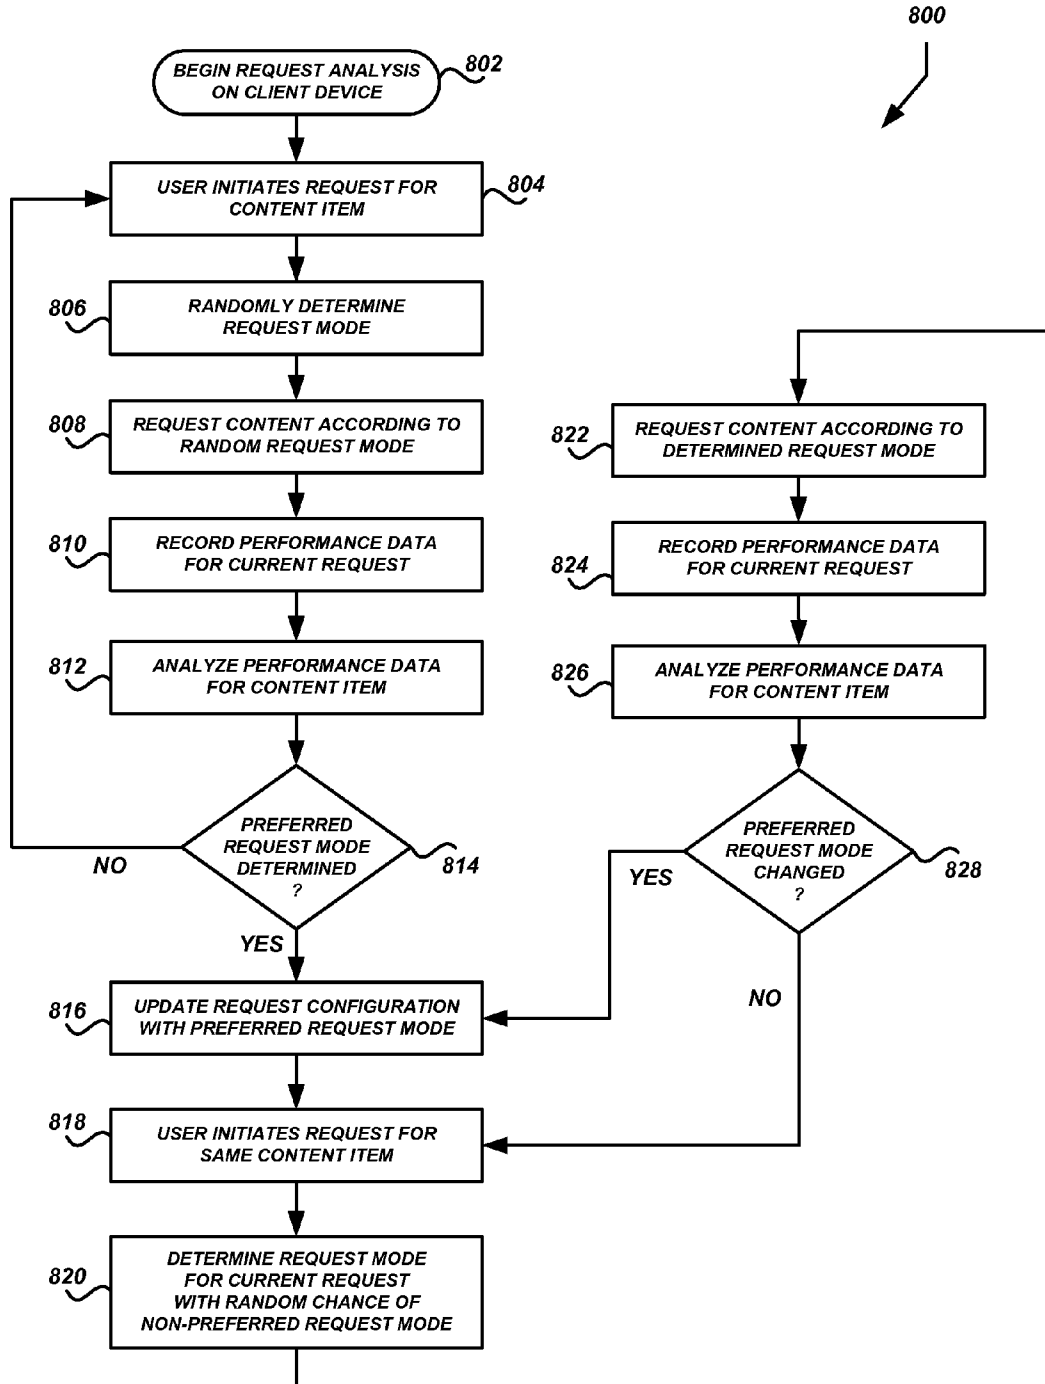 800
BEGIN REQUEST ANALYSIS
ON CLIENT DEVICE
802
USER INITIATES REQUEST FOR
CONTENT ITEM
804
806
RANDOMLY DETERMINE
REQUEST MODE
808
REQUEST CONTENT ACCORDING TO
RANDOM REQUEST MODE
810
RECORD PERFORMANCE DATA
FOR CURRENT REQUEST
812
ANALYZE PERFORMANCE DATA
FOR CONTENT ITEM
PREFERRED
REQUEST MODE
DETERMINED
?
814
NO
YES
816
UPDATE REQUEST CONFIGURATION
WITH PREFERRED REQUEST MODE
818
USER INITIATES REQUEST FOR
SAME CONTENT ITEM
820
DETERMINE REQUEST MODE
FOR CURRENT REQUEST
WITH RANDOM CHANCE OF
NON-PREFERRED REQUEST MODE
822
REQUEST CONTENT ACCORDING TO
DETERMINED REQUEST MODE
824
RECORD PERFORMANCE DATA
FOR CURRENT REQUEST
826
ANALYZE PERFORMANCE DATA
FOR CONTENT ITEM
PREFERRED
REQUEST MODE
CHANGED
?
828
YES
NO